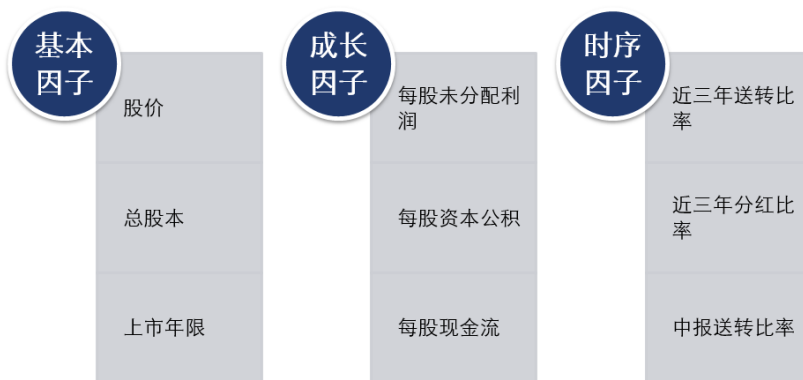 基本
因子
股价
总股本
上市年限
成长
因子
每股未分配利
润
每股资本公积
每股现金流
时序
因子
近三年送转比
率
近三年分红比
率
中报送转比率